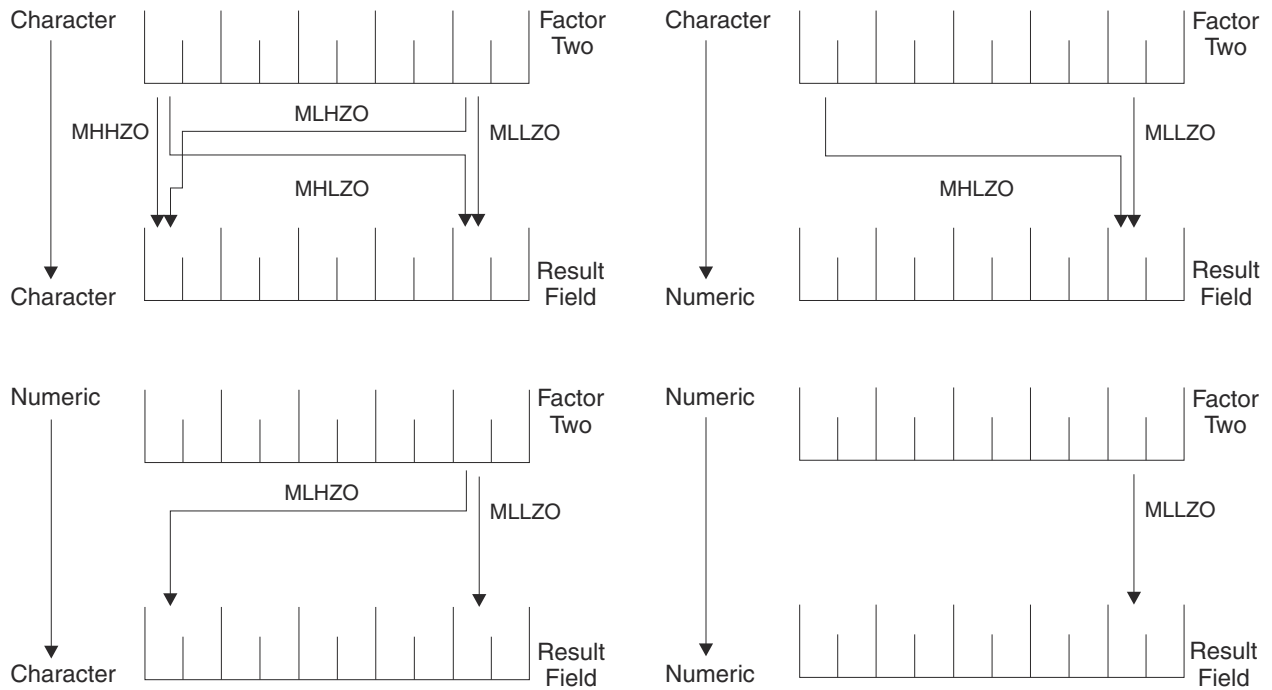 Character
Factor
Two
MHHZO
MLHZO
MLLZO
MHLZO
Character
Result
Field
Character
Factor
Two
MLLZO
MHLZO
Numeric
Result
Field
Numeric
Factor
Two
MLHZO
MLLZO
Character
Result
Field
Numeric
Factor
Two
MLLZO
Numeric
Result
Field